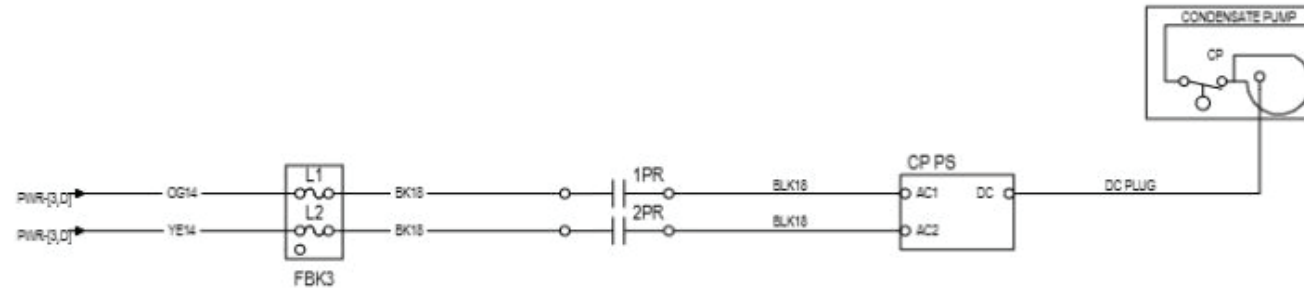 CONDENSATE PUMP
CP
CP PS
L1
1PR
PWR-[3,D]
OG14
BK18
BLK18
AC1
DC
DC PLUG
L2
2PR
PWR-[3,D]
YE14
BK18
BLK18
AC2
FBK3